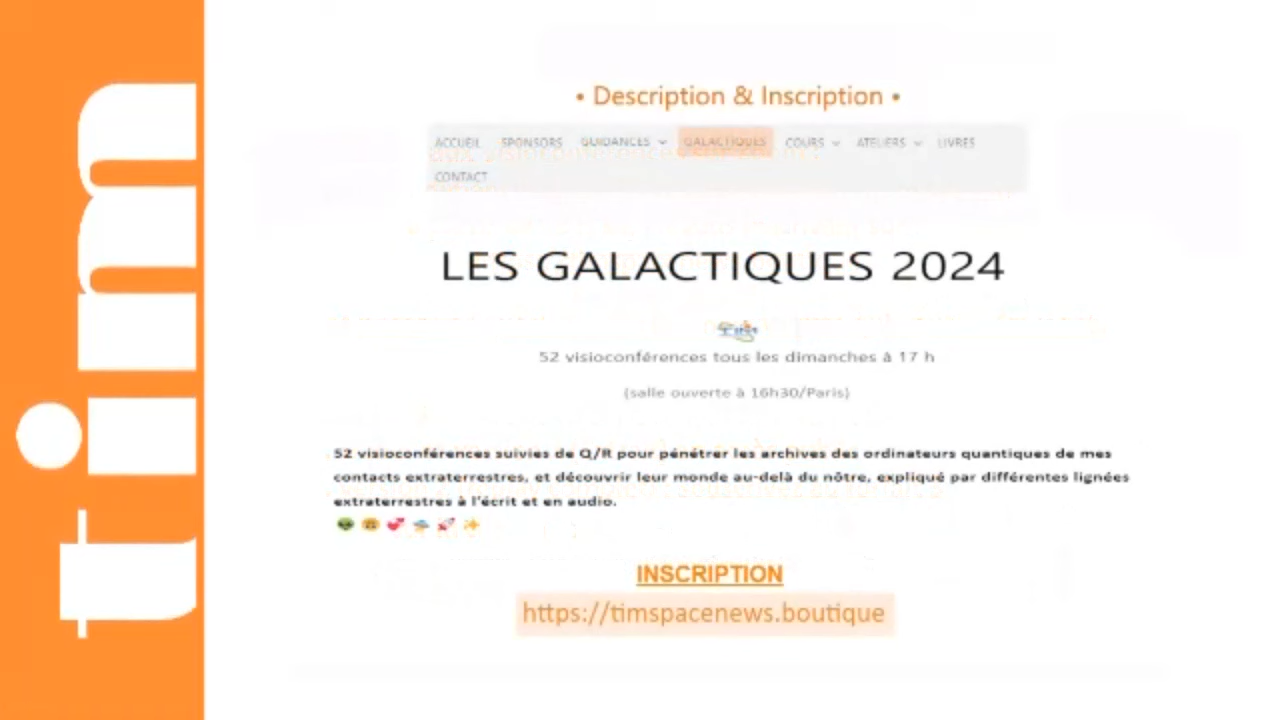 tim
• Description & Inscription •
ACCUEIL SPONSORS GUIDANCES GALACTIQUES COURS ATELIERS LIVRES
CONTACT
LES GALACTIQUES 2024
52 visioconférences tous les dimanches à 17 h
(salle ouverte à 16h30/Paris)
52 visioconférences suivies de Q/R pour pénétrer les archives des ordinateurs quantiques de mes
contacts extraterrestres, et découvrir leur monde au-delà du nôtre, expliqué par différentes lignées
extraterrestres à l'écrit et en audio.
INSCRIPTION
https://timspacenews.boutique